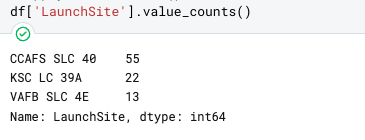 df['LaunchSite'].value_counts()
CCAFS SLC 40    55
KSC LC 39A      22
VAFB SLC 4E     13
Name: LaunchSite, dtype: int64